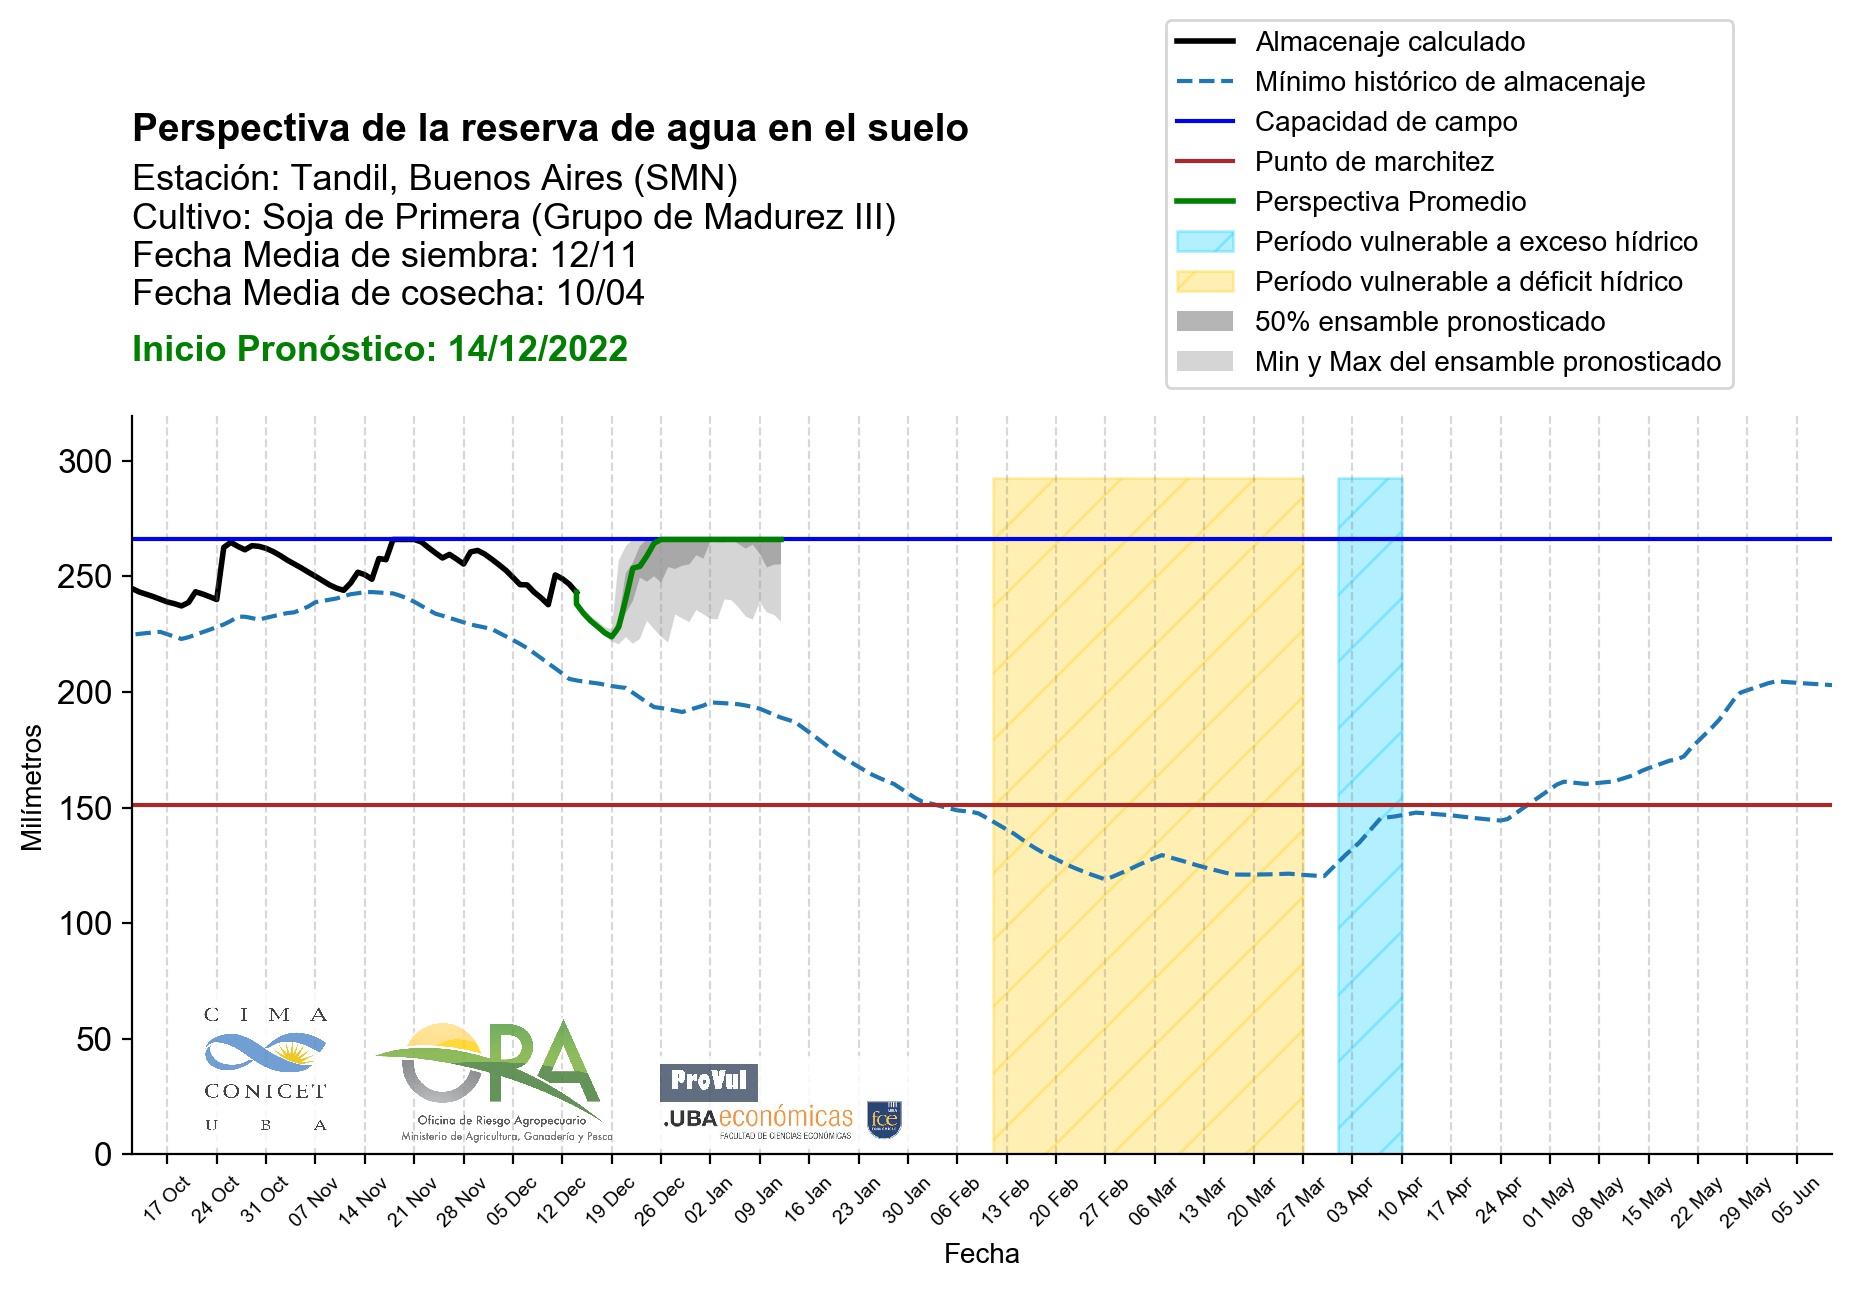 Almacenaje calculado
Mínimo histórico de almacenaje
Capacidad de campo
Punto de marchitez
Perspectiva Promedio
Período vulnerable a exceso hídrico
Período vulnerable a déficit hídrico
50% ensamble pronosticado
Min y Max del ensamble pronosticado
Perspectiva de la reserva de agua en el suelo
Estación: Tandil, Buenos Aires (SMN)
Cultivo: Soja de Primera (Grupo de Madurez III)
Fecha Media de siembra: 12/11
Fecha Media de cosecha: 10/04
Inicio Pronóstico: 14/12/2022
300
250
200
150
100
50
0
Milímetros
C I M A
CONICET
U B A
ORA
Oficina de Riesgo Agropecuario
Ministerio de Agricultura, Ganadería y Pesca
ProVul
.UBAeconómicas
FACULTAD DE CIENCIAS ECONÓMICAS
fce
17 Oct
24 Oct
31 Oct
07 Nov
14 Nov
21 Nov
28 Nov
05 Dec
12 Dec
19 Dec
26 Dec
02 Jan
09 Jan
16 Jan
23 Jan
30 Jan
06 Feb
13 Feb
20 Feb
27 Feb
06 Mar
13 Mar
20 Mar
27 Mar
03 Apr
10 Apr
17 Apr
24 Apr
01 May
08 May
15 May
22 May
29 May
05 Jun
Fecha